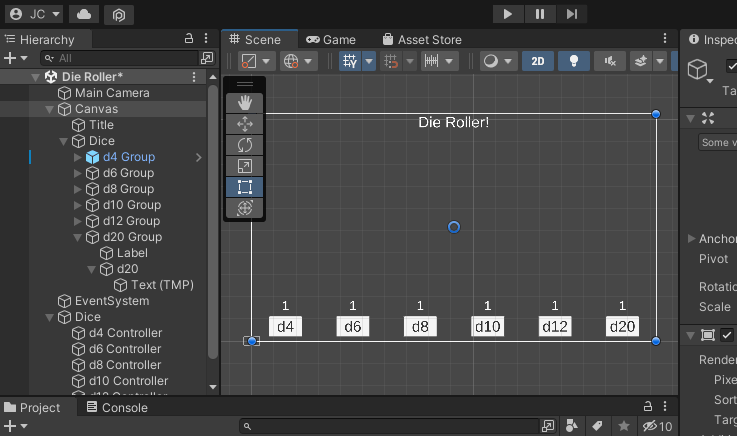 JC
Hierarchy
Scene
Game
Asset Store
Inspe
All
2D
Die Roller*
Main Camera
Canvas
Title
Dice
d4 Group
d6 Group
d8 Group
d10 Group
d12 Group
d20 Group
Label
d20
Text (TMP)
EventSystem
Dice
d4 Controller
d6 Controller
d8 Controller
d10 Controller
d12 Controller
Die Roller!
1 1 1 1 1 1
d4 d6 d8 d10 d12 d20
Ta
Some v
Anchor
Pivot
Rotatio
Scale
Render
Pixe
Sort
Targ
Project
Console
10